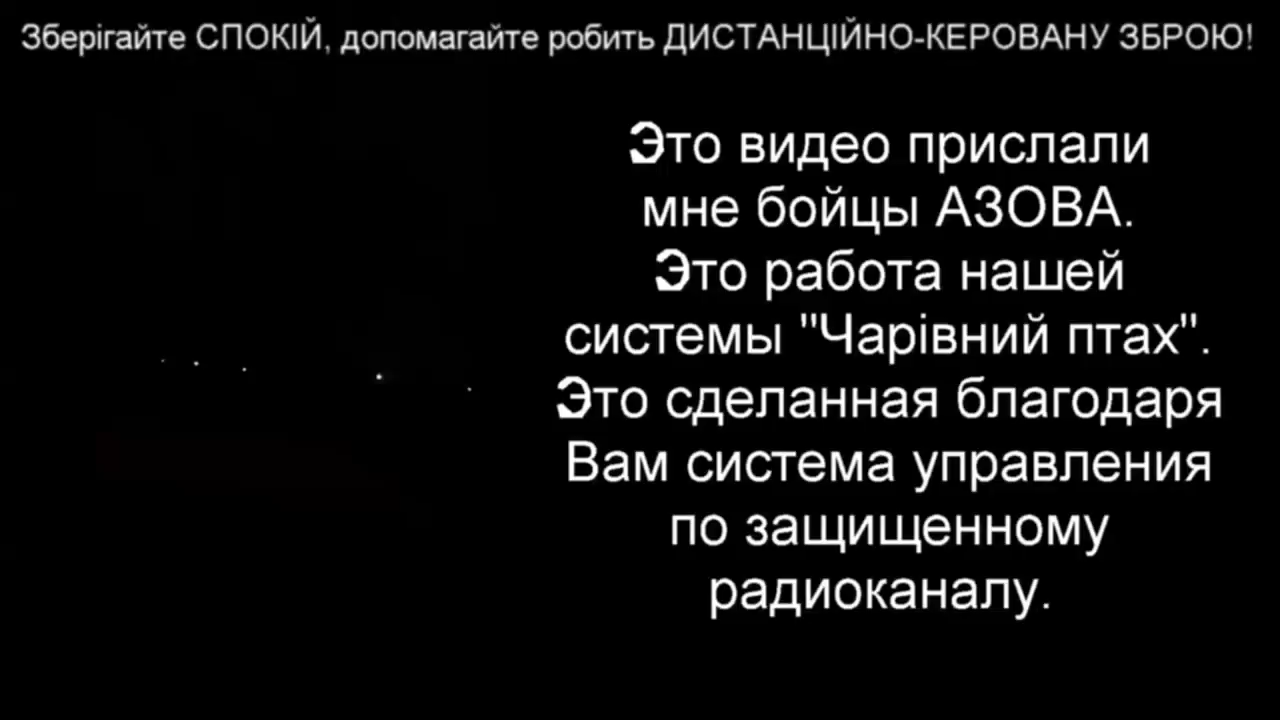 Зберігайте СПОКІЙ, допомагайте робить ДИСТАНЦІЙНО-КЕРОВАНУ ЗБРОЮ!
Это видео прислали
мне бойцы АЗОВА.
Это работа нашей
системы "Чарівний птах".
Это сделанная благодаря
Вам система управления
по защищенному
радиоканалу.